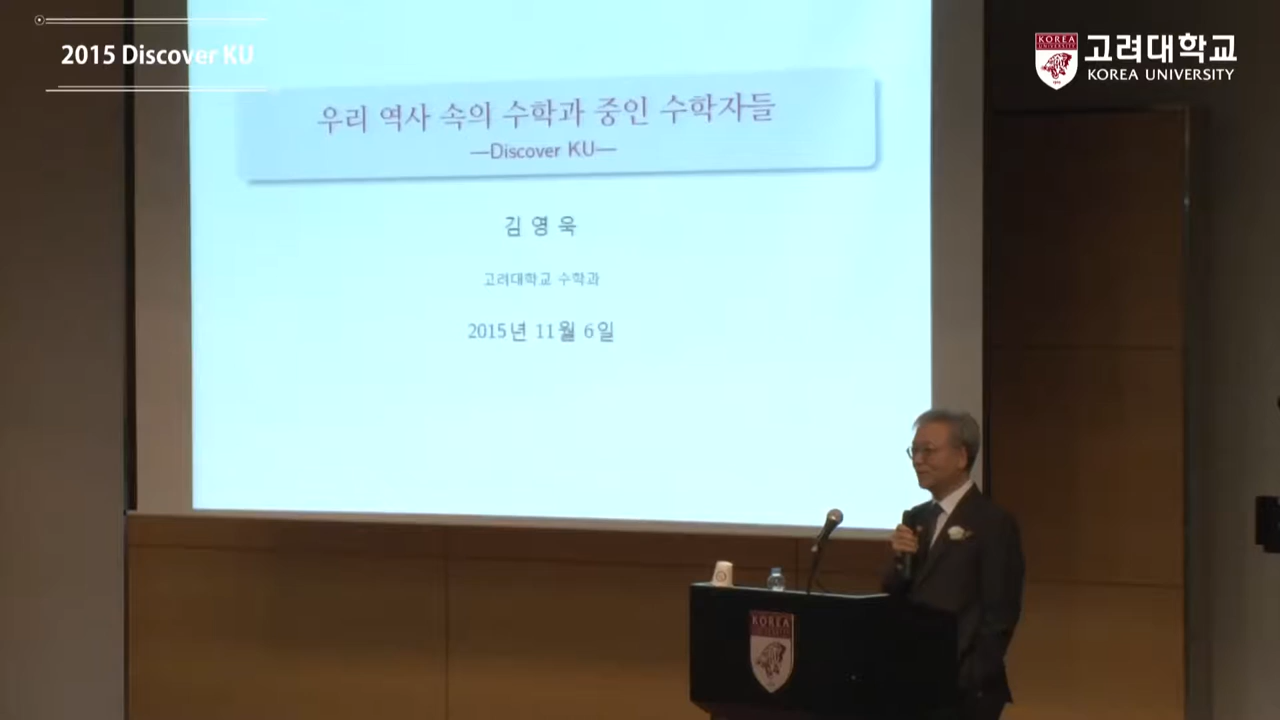 2015 Discover KU
KOREA
UNIVERSITY
고려대학교
KOREA UNIVERSITY
우리 역사 속의 수학과 중인 수학자들
—Discover KU—
김 영 욱
고려대학교 수학과
2015년 11월 6일
KOREA